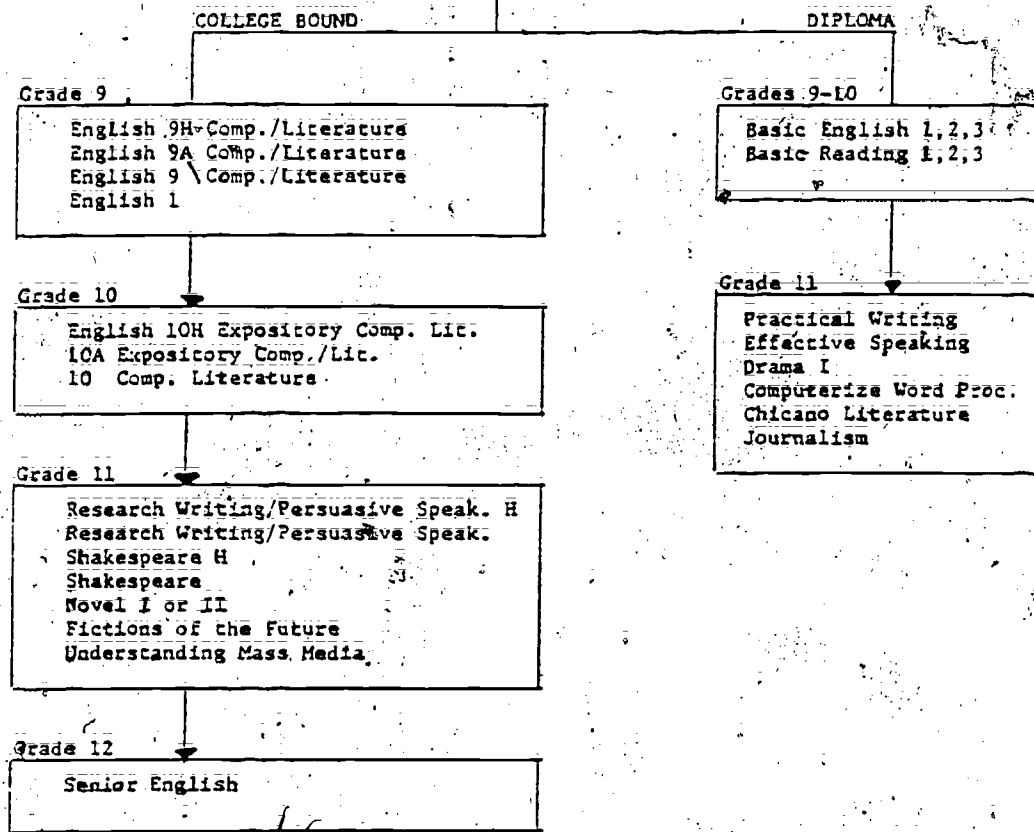 COLLEGE BOUND
DIPLOMA
Grade 9
English 9H Comp./Literature
English 9A Comp./Literature
English 9 Comp./Literature
English 1
Grade 10
English 10H Expository Comp. Lit.
10A Expository Comp./Lit.
10 Comp. Literature
Grade 11
Research Writing/Persuasive Speak. H
Research Writing/Persuasive Speak.
Shakespeare H
Shakespeare
Novel I or II
Fictions of the Future
Understanding Mass Media
Grade 12
Senior English
Grades 9-10
Basic English 1,2,3
Basic Reading 1,2,3
Grade 11
Practical Writing
Effective Speaking
Drama I
Computerize Word Proc.
Chicano Literature
Journalism